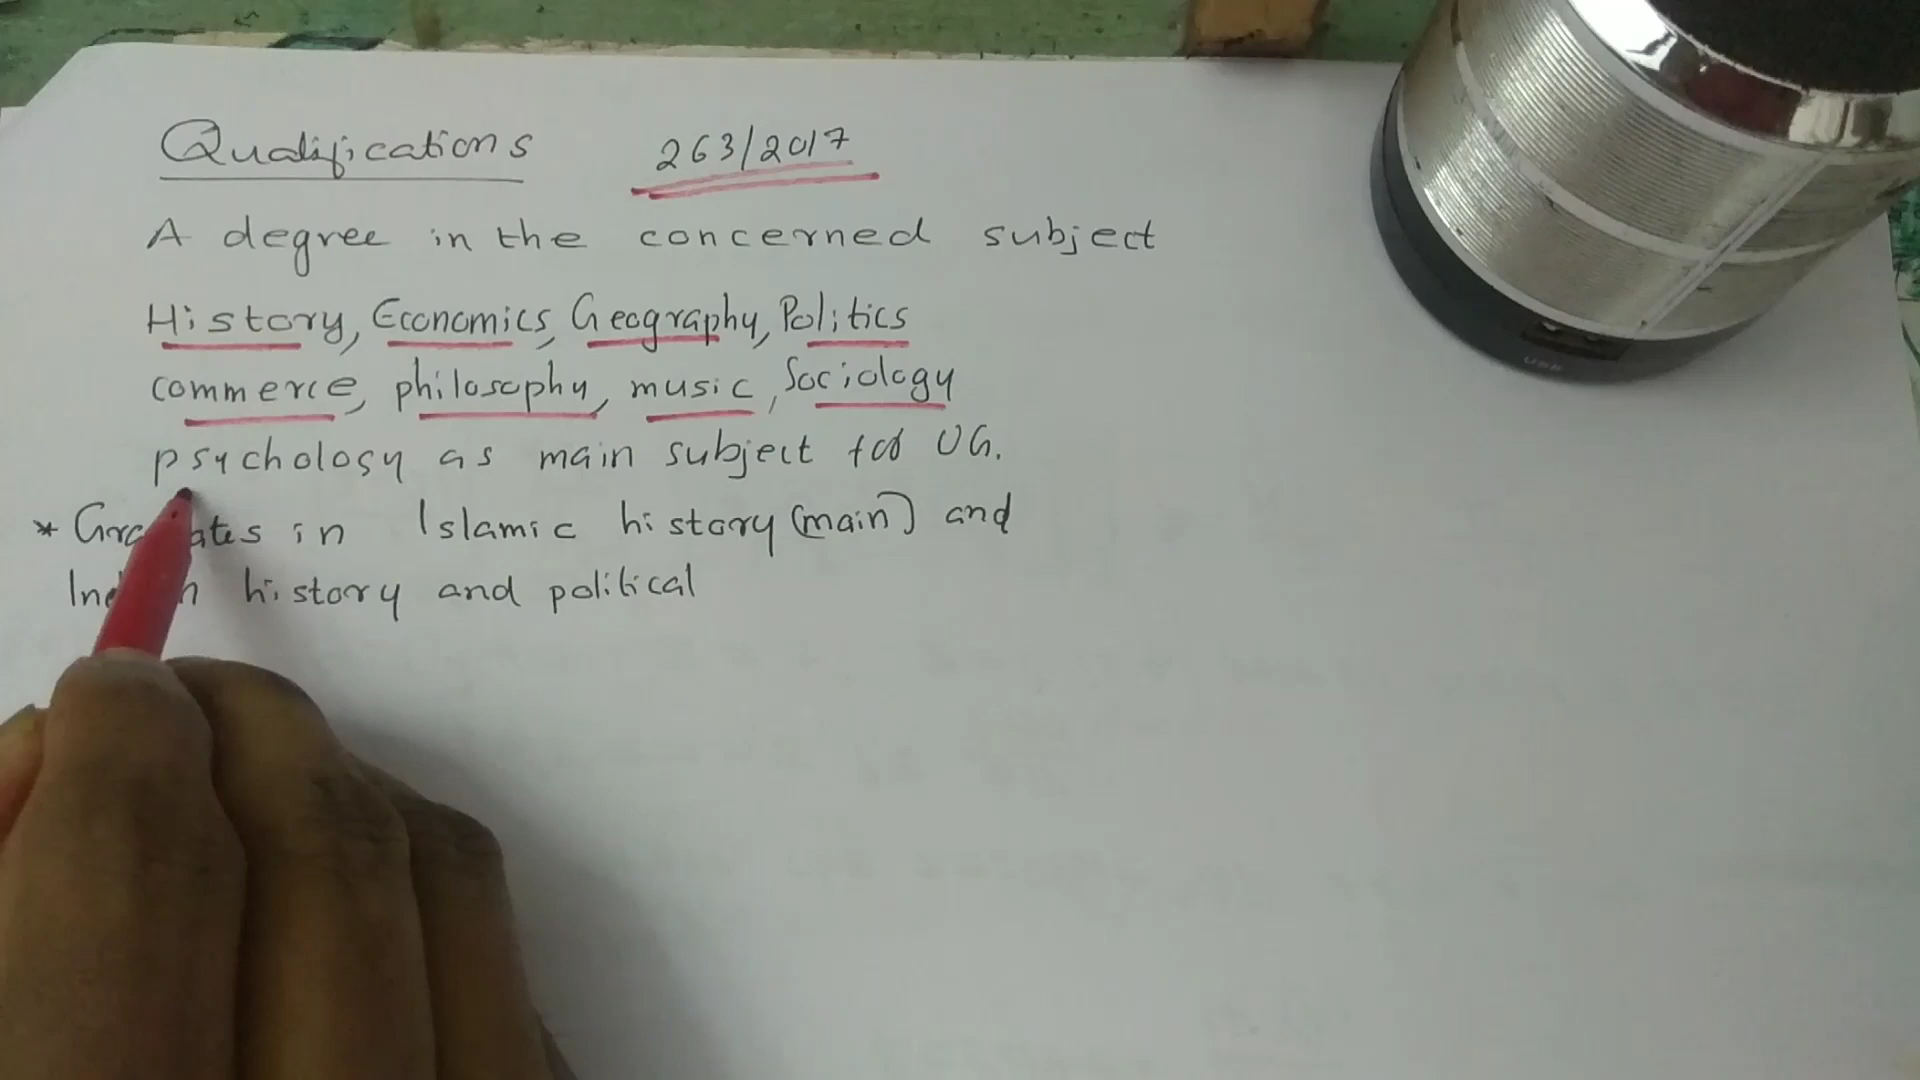 Qualifications 263/2017
A degree in the concerned subject
History, Economics, Geography, Politics
commerce, philosophy, music, Sociology
psychology as main subject for UG.
* in Islamic history (main) and
history and political
USB